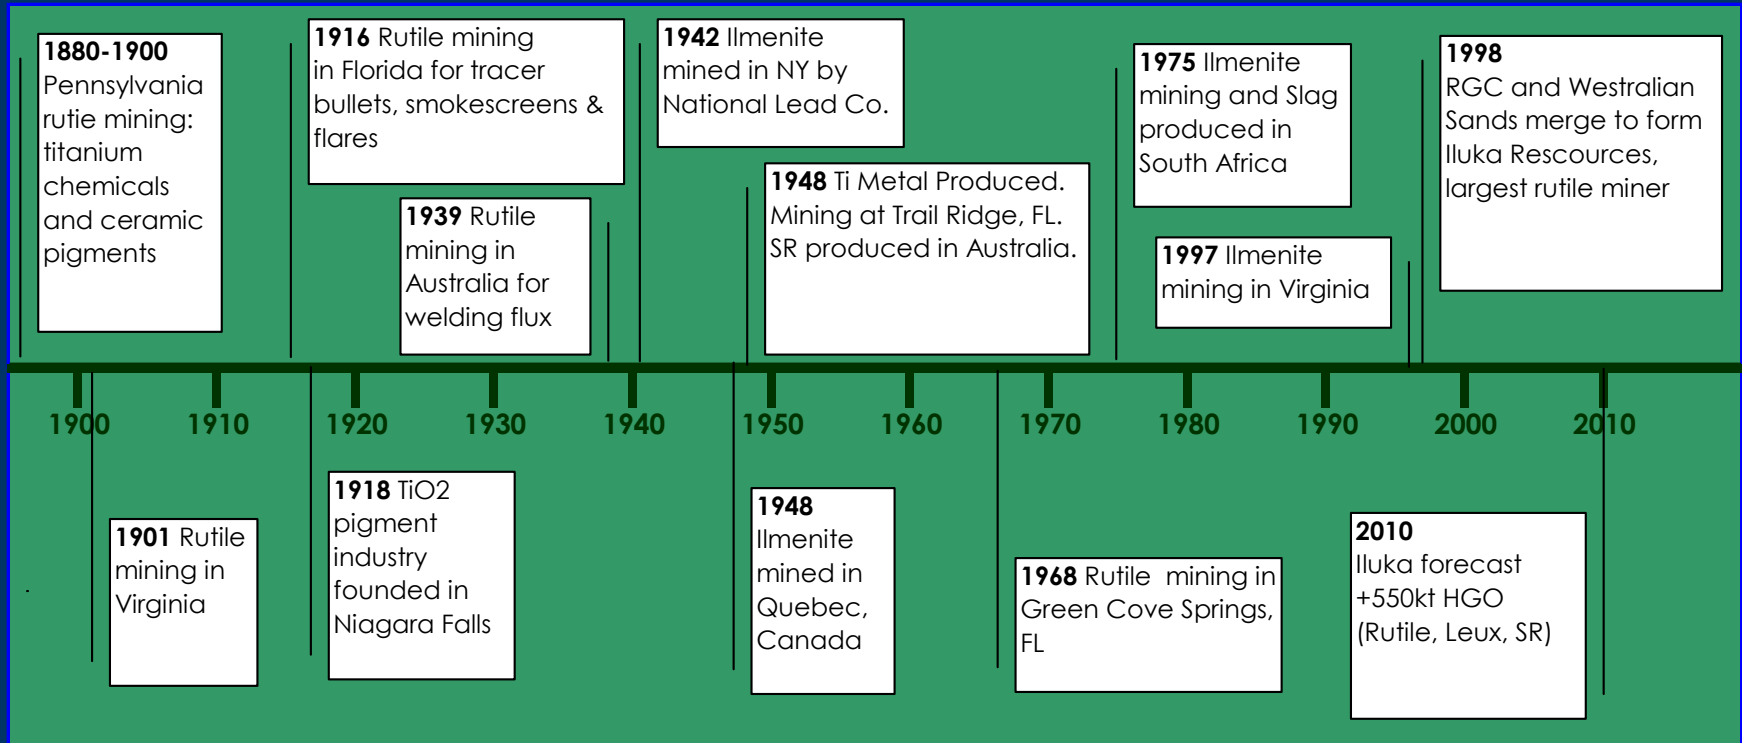 1880-1900
Pennsylvania
rutie mining:
titanium
chemicals
and ceramic
pigments
1916 Rutile mining
in Florida for tracer
bullets, smokescreens &
flares
1939 Rutile
mining in
Australia for
welding flux
1942 Ilmenite
mined in NY by
National Lead Co.
1948 Ti Metal Produced.
Mining at Trail Ridge, FL.
SR produced in Australia.
1975 Ilmenite
mining and Slag
produced in
South Africa
1997 Ilmenite
mining in Virginia
1998
RGC and Westralian
Sands merge to form
Iluka Rescources,
largest rutile miner
1900 1910 1920 1930 1940 1950 1960 1970 1980 1990 2000 2010
1901 Rutile
mining in
Virginia
1918 TiO2
pigment
industry
founded in
Niagara Falls
1948
Ilmenite
mined in
Quebec,
Canada
1968 Rutile mining in
Green Cove Springs,
FL
2010
Iluka forecast
+550kt HGO
(Rutile, Leux, SR)